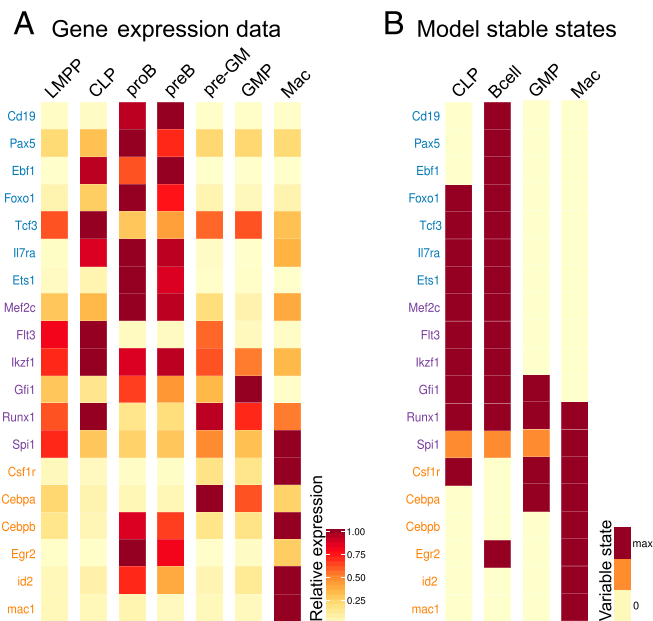 A Gene expression data
LMPP CLP proB preB pre-GM GMP Mac
Cd19
Pax5
Ebf1
Foxo1
Tcf3
Il7ra
Ets1
Mef2c
Flt3
Ikzf1
Gfi1
Runx1
Spi1
Csf1r
Cebpa
Cebpb
Egr2
id2
mac1
Relative expression
1.00
0.75
0.50
0.25
B Model stable states
CLP Bcell GMP Mac
Cd19
Pax5
Ebf1
Foxo1
Tcf3
Il7ra
Ets1
Mef2c
Flt3
Ikzf1
Gfi1
Runx1
Spi1
Csf1r
Cebpa
Cebpb
Egr2
id2
mac1
Variable state
max
0